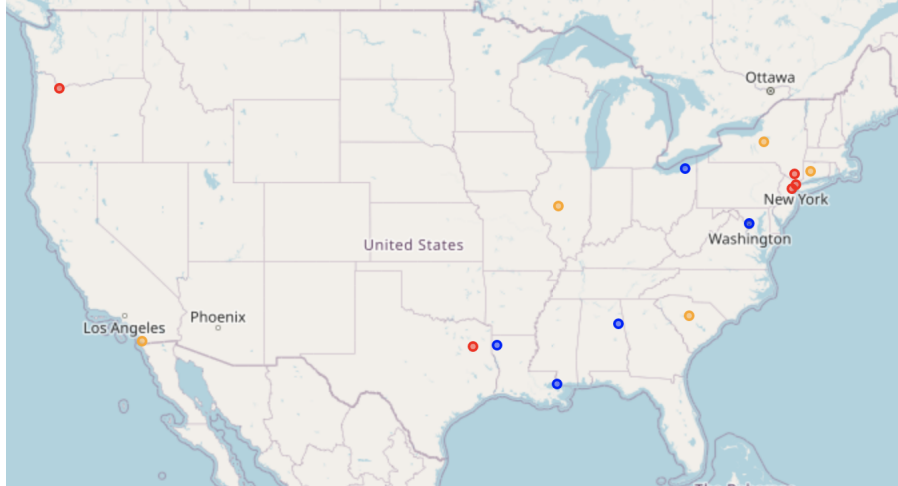 Ottawa
New York
Washington
United States
Phoenix
Los Angeles